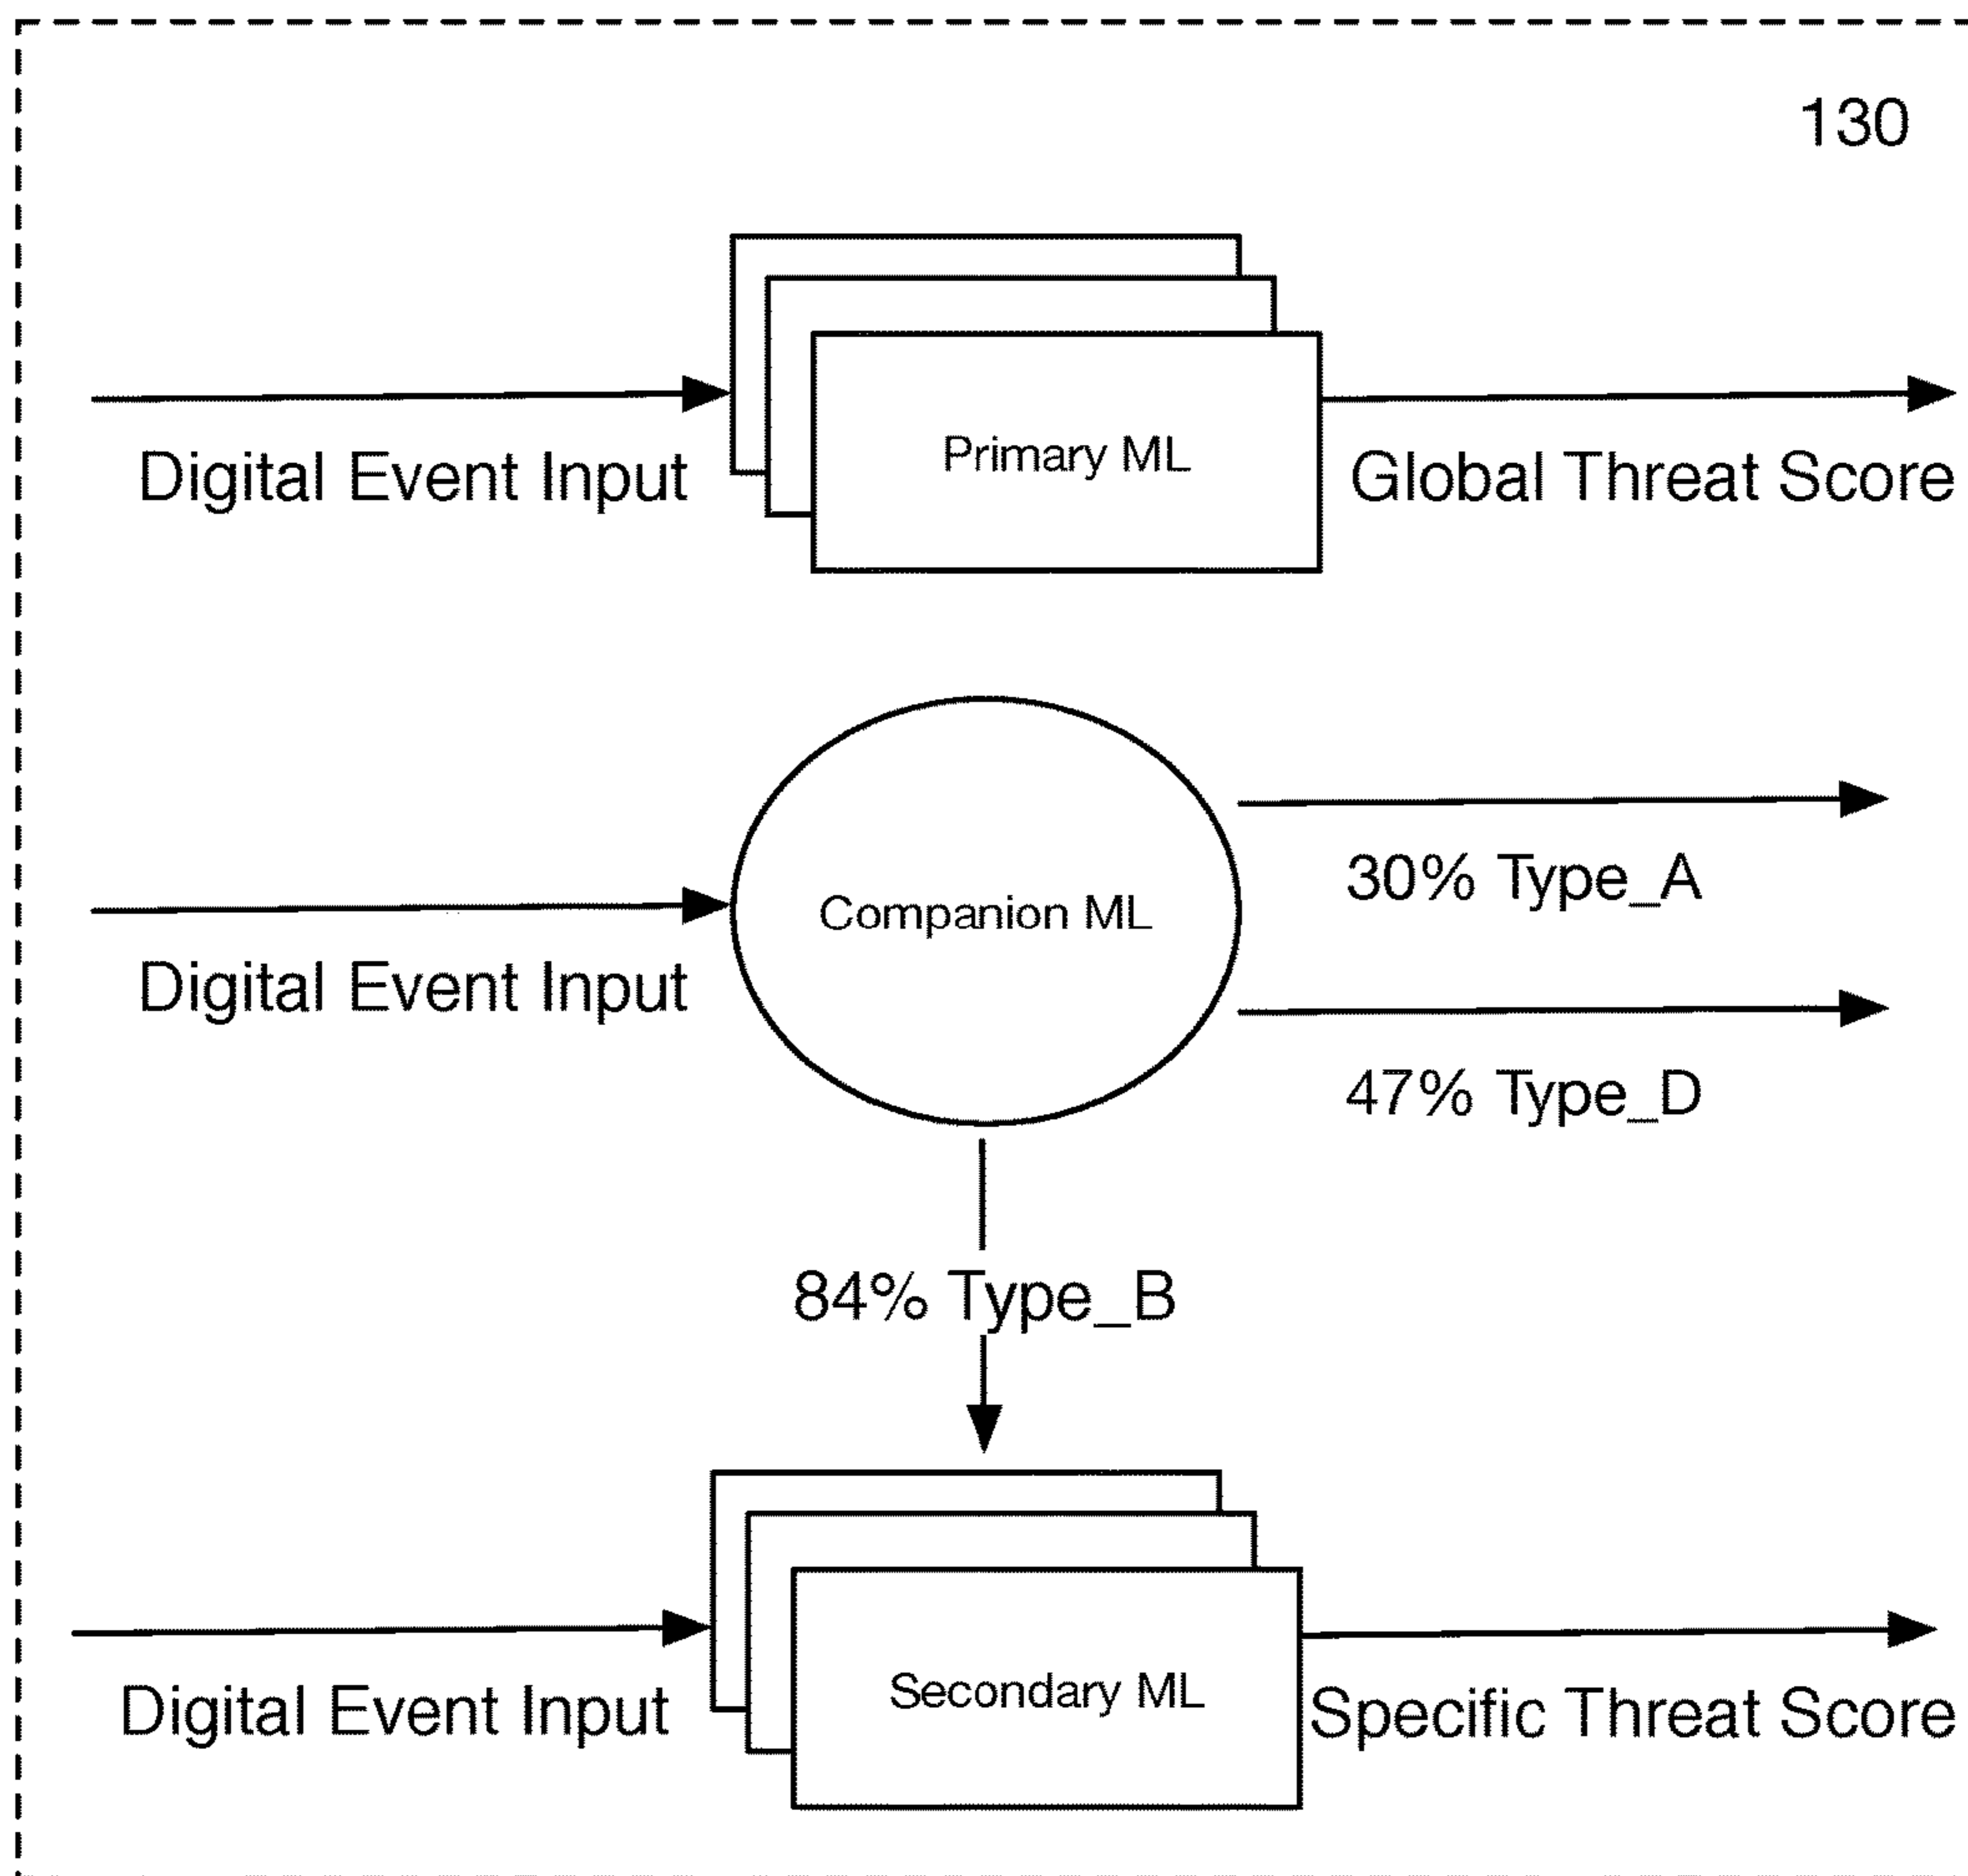 130
Primary ML
Digital Event Input
Global Threat Score
Companion ML
30% Type_A
Digital Event Input
47% Type_D
84% Type_B
Secondary ML
Digital Event Input
Specific Threat Score